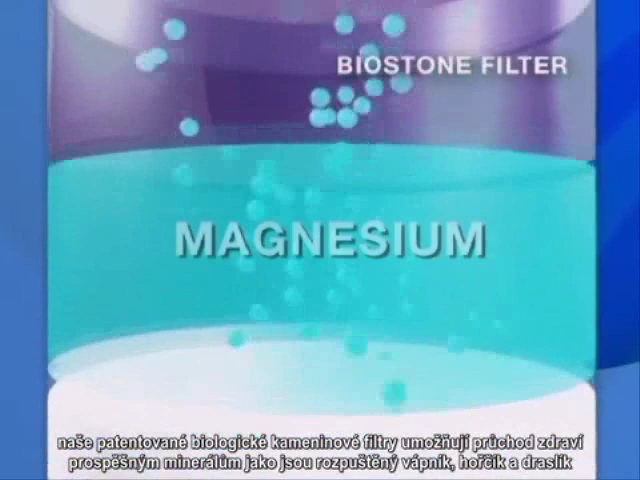 BIOSTONE FILTER
MAGNESIUM
naše patentované biologické kameninové filtry umožňují průchod zdraví
prospěšným minerálům jako jsou rozpuštěný vápník, hořčík a draslík